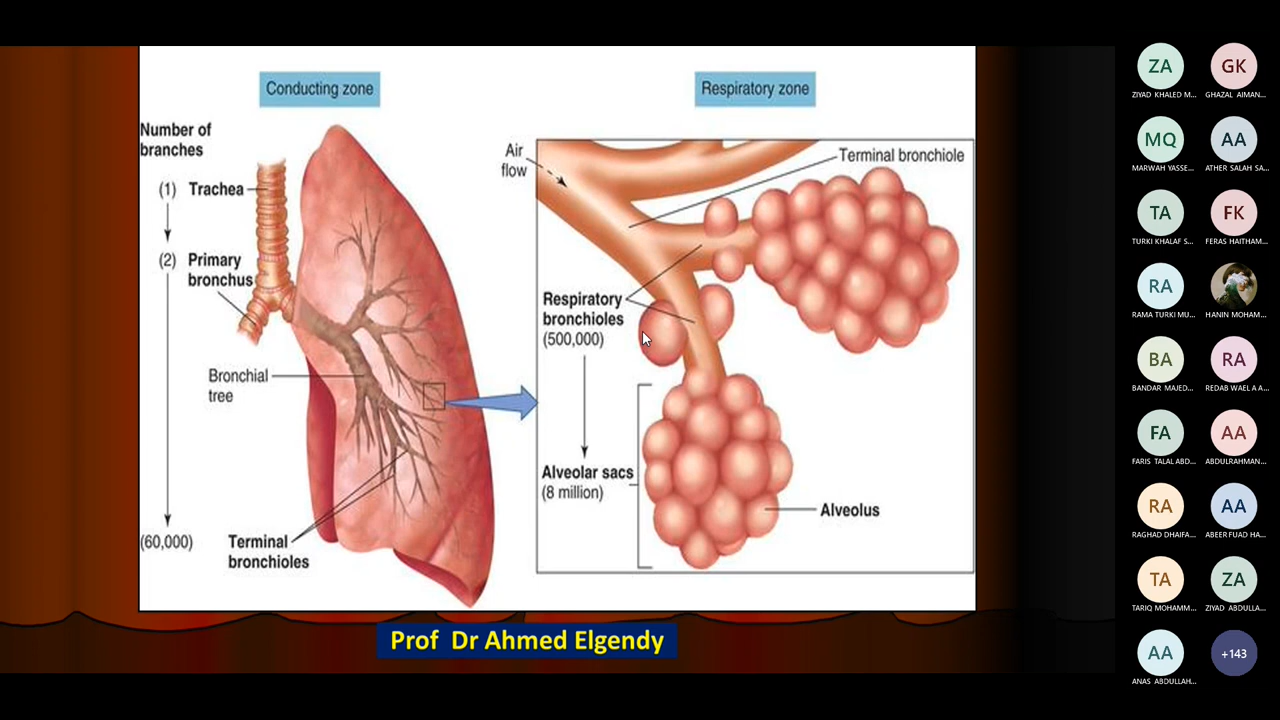 Conducting zone
Respiratory zone
Number of
branches
(1) Trachea
(2) Primary
bronchus
Bronchial
tree
(60,000)
Terminal
bronchioles
Air
flow
Terminal bronchiole
Respiratory
bronchioles
(500,000)
Alveolar sacs
(8 million)
Alveolus
Prof Dr Ahmed Elgendy
ZA
GK
ZIYAD KHALED M...
GHAZAL AIMAN...
MQ
AA
MARWAH YASSE...
ATHER SALAH SA...
TA
FK
TURKI KHALAF S...
FERAS HAITHAM...
RA
RAMA TURKI MU...
HANIN MOHAM...
BA
RA
BANDAR MAJED...
REDAB WAEL A A...
FA
AA
FARIS TALAL ABD...
ABDULRAHMAN...
RA
AA
RAGHAD DHAIFA...
ABEER FUAD HA...
TA
ZA
TARIQ MOHAMM...
ZIYAD ABDULLA...
AA
+143
ANAS ABDULLAH...